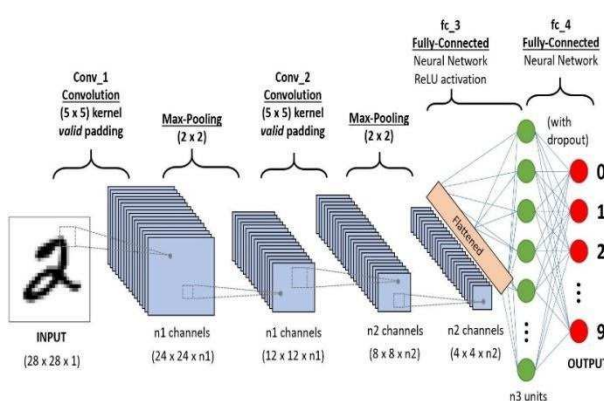 fc_3
Fully-Connected
Neural Network
ReLU activation
fc_4
Fully-Connected
Neural Network
Conv_1
Convolution
(5 x 5) kernel
valid padding
Max-Pooling
(2 x 2)
Conv_2
Convolution
(5 x 5) kernel
valid padding
Max-Pooling
(2 x 2)
(with
dropout)
Flattened
0
1
2
9
2
INPUT
(28 x 28 x 1)
n1 channels
(24 x 24 x n1)
n1 channels
(12 x 12 x n1)
n2 channels
(8 x 8 x n2)
n2 channels
(4 x 4 x n2)
OUTPUT
n3 units